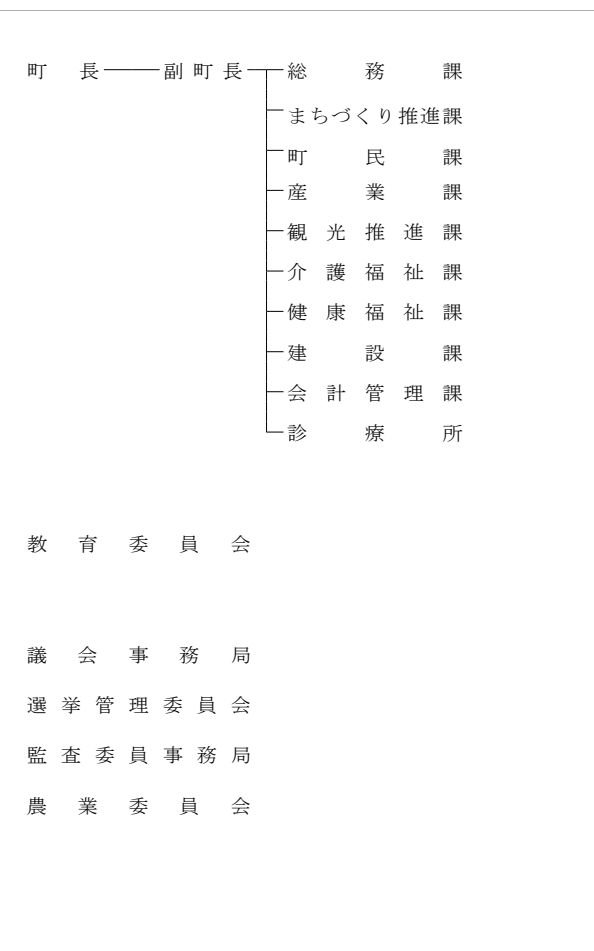 町長 副町長 総務課
まちづくり推進課
町民課
産業課
観光推進課
介護福祉課
健康福祉課
建設課
会計管理課
診療所
教育委員会
議会事務局
選挙管理委員会
監査委員事務局
農業委員会